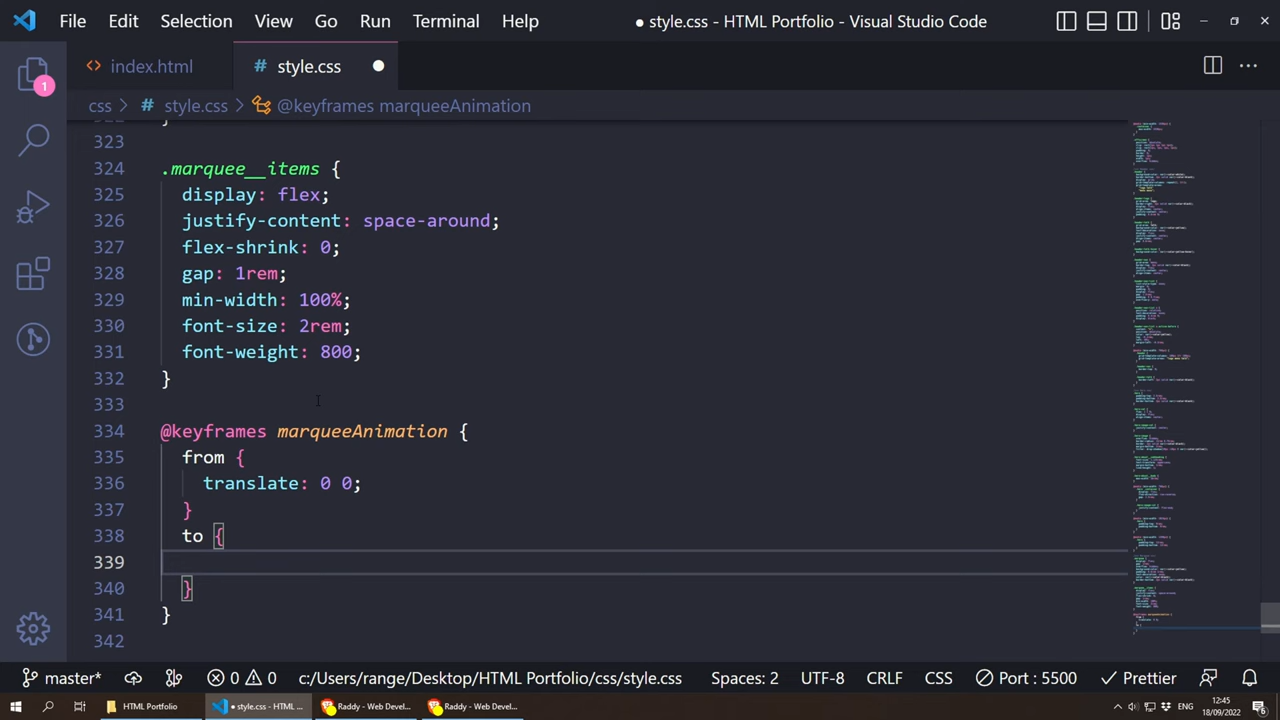 File Edit Selection View Go Run Terminal Help ● style.css - HTML Portfolio - Visual Studio Code
<> index.html # style.css
css > # style.css > @keyframes marqueeAnimation
323
324 .marquee__items {
325 display: flex;
326 justify-content: space-around;
327 flex-shrink: 0;
328 gap: 1rem;
329 min-width: 100%;
330 font-size: 2rem;
331 font-weight: 800;
332 }
333
334 @keyframes marqueeAnimation {
335 from {
336 translate: 0 0;
337 }
338 to {
339
340 }
341 }
342
1
master* 0 0 c:/Users/range/Desktop/HTML Portfolio/css/style.css Spaces: 2 UTF-8 CRLF CSS Port : 5500 Prettier
HTML Portfolio ● style.css - HTML ... Raddy - Web Devel... Raddy - Web Devel... 12:45
18/09/2022 6